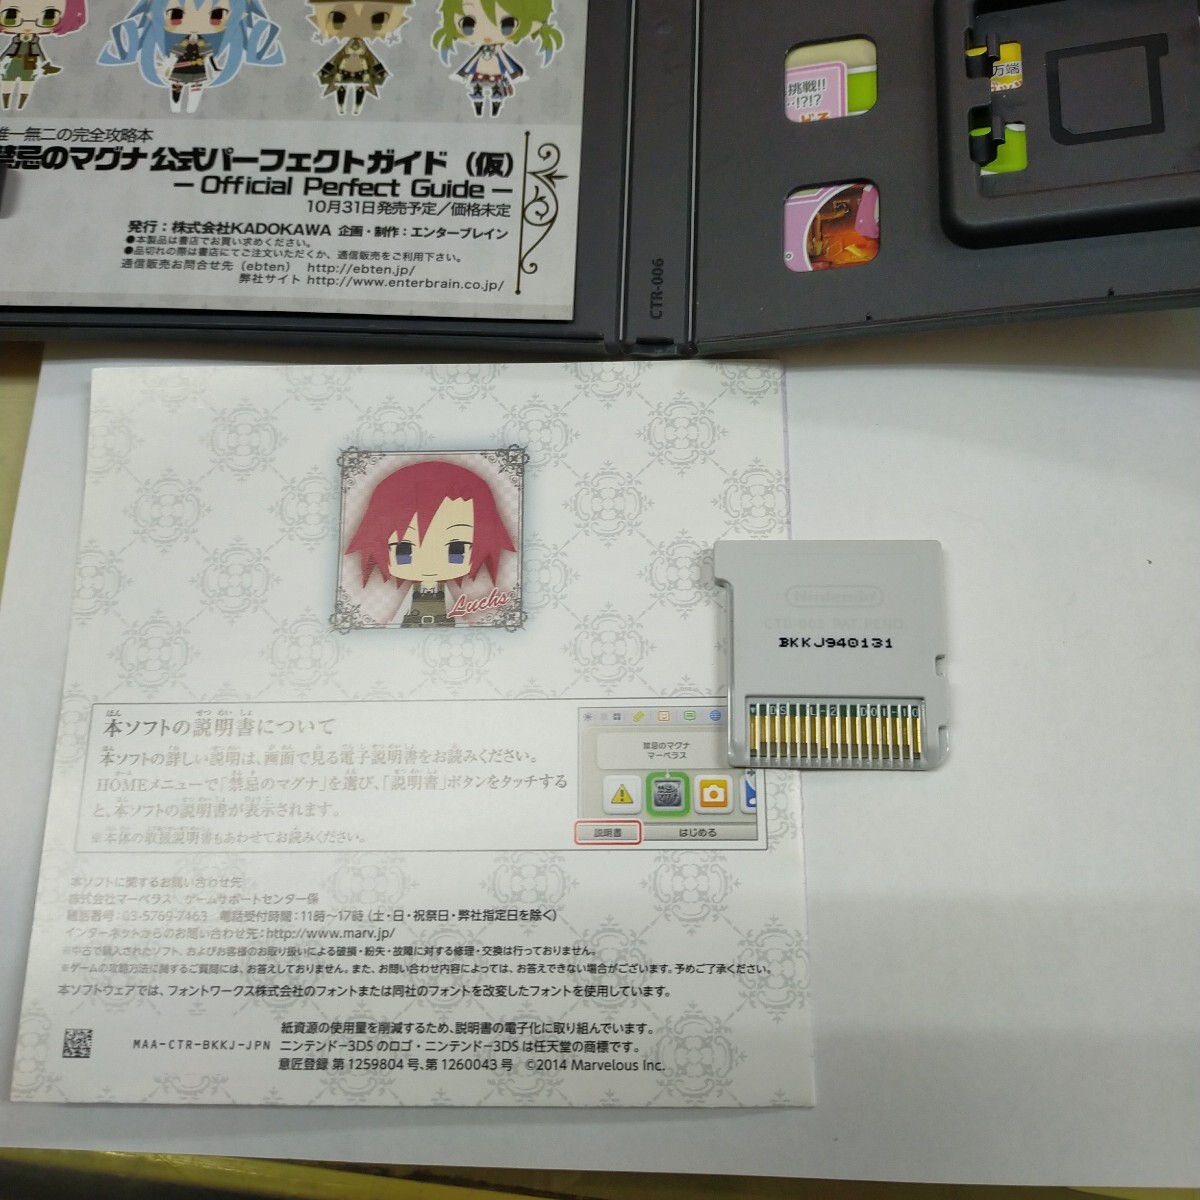 唯一無二の完全攻略本
禁忌のマグナ 公式パーフェクトガイド（仮）
— Official Perfect Guide —
10月31日発売予定／価格未定
発行：株式会社KADOKAWA 企画・制作：エンターブレイン
●本製品は書店でお買い求めください。
●品切れの際は書店にてご注文いただくか、通信販売をご利用下さい。
通信販売お問合せ先（ebten） http://ebten.jp/
弊社サイト http://www.enterbrain.co.jp/
CTR-006
挑戦!!
…!?!?
万端
Luchs
Nintendo
BKKJ940131
本ソフトの説明書について
本ソフトの詳しい説明は、画面で見る電子説明書をお読みください。
HOMEメニューで「禁忌のマグナ」を選び、「説明書」ボタンをタッチする
と、本ソフトの説明書が表示されます。
※本体の取扱説明書もあわせてお読みください。
禁忌のマグナ
マーベラス
説明書
はじめる
本ソフトに関するお問い合わせ先
株式会社マーベラス ゲームサポートセンター係
電話番号：03-5769-7463 電話受付時間：11時～17時（土・日・祝祭日・弊社指定日を除く）
インターネットからのお問い合わせ先：http://www.marv.jp/
※中古で購入されたソフト、およびお客様のお取り扱いによる破損・紛失・故障に対する修理・交換は行っておりません。
※ゲームの攻略方法に関するご質問には、お答えしておりません。また、お問い合わせ内容によっては、お答えできない場合がございます。予めご了承ください。
本ソフトウェアでは、フォントワークス株式会社のフォントまたは同社のフォントを改変したフォントを使用しています。
紙資源の使用量を削減するため、説明書の電子化に取り組んでいます。
MAA-CTR-BKKJ-JPN
ニンテンドー3DSのロゴ・ニンテンドー3DSは任天堂の商標です。
意匠登録 第1259804号、第1260043号 ©2014 Marvelous Inc.